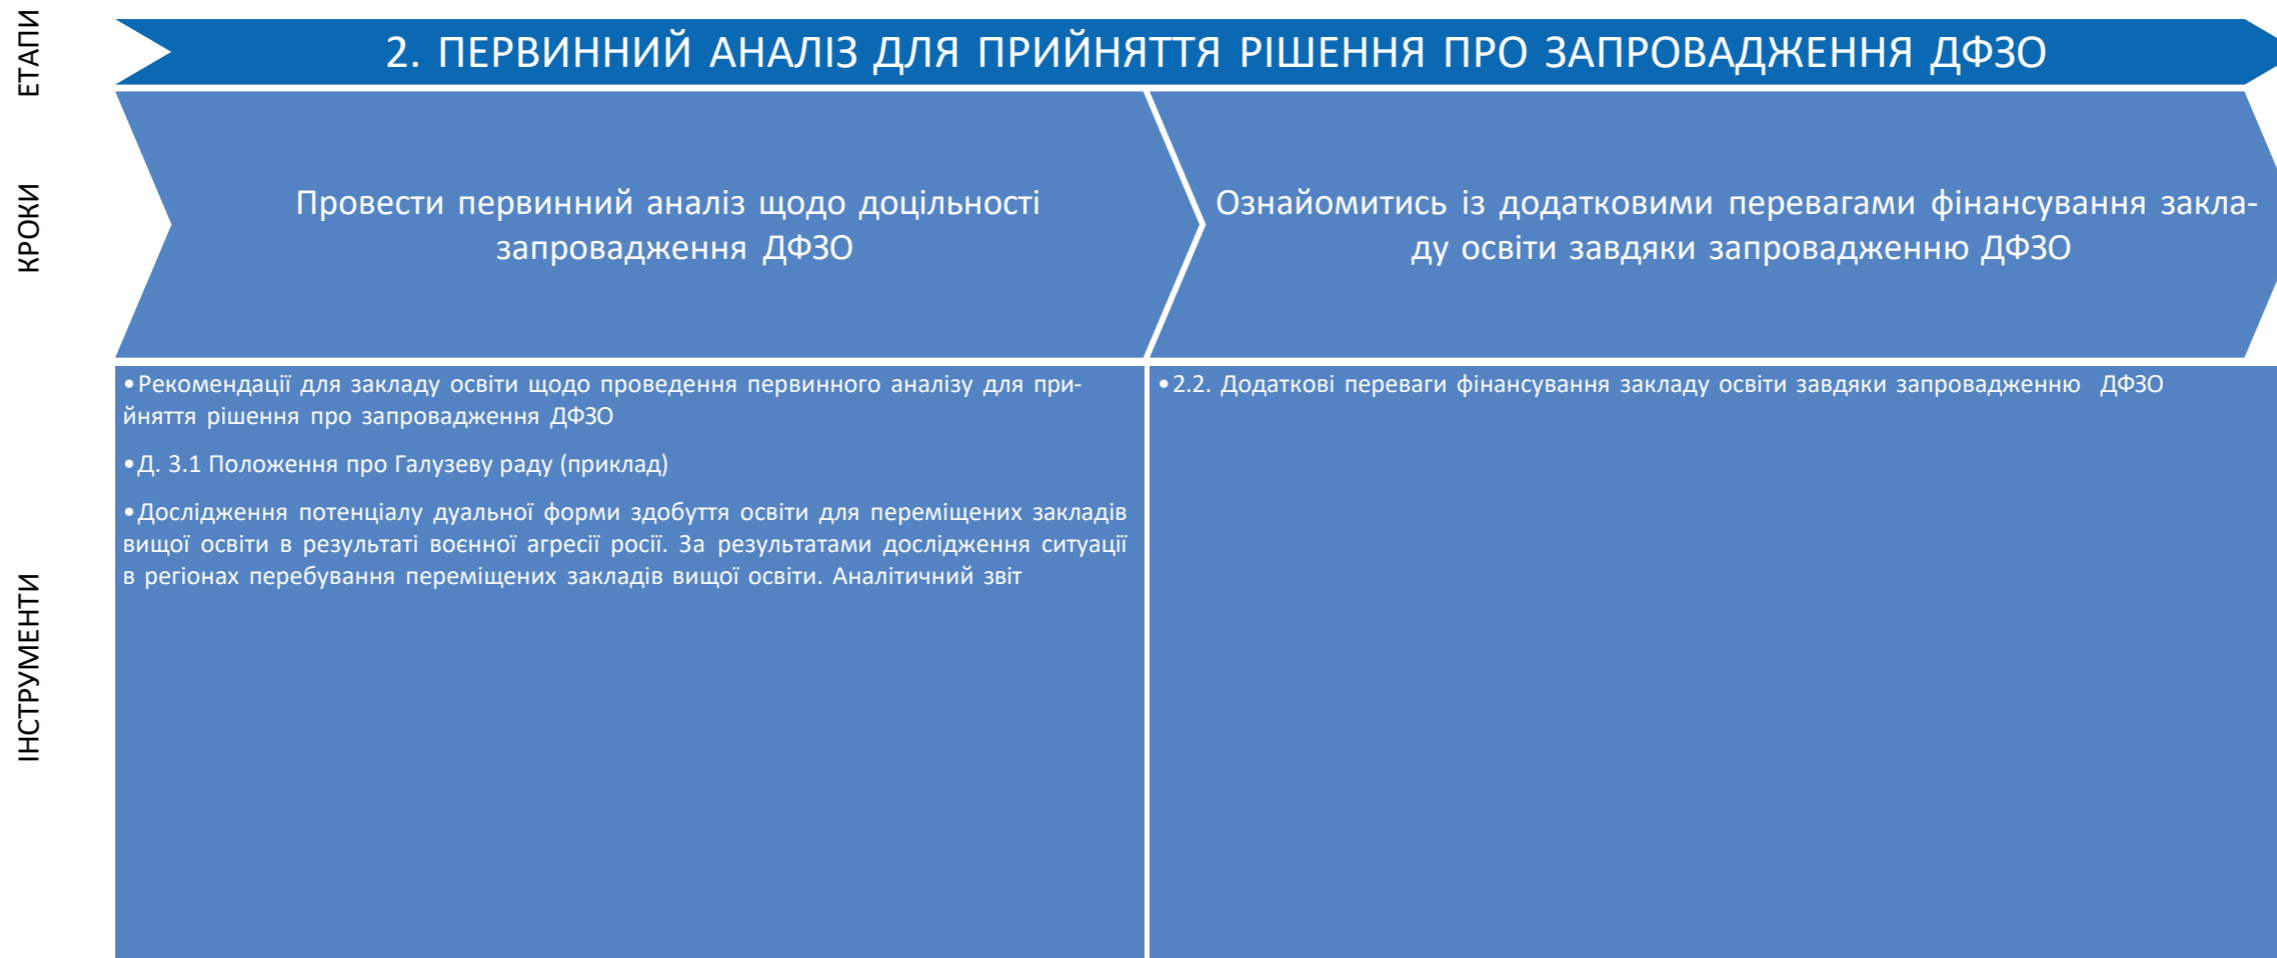 ЕТАПИ
2. ПЕРВИННИЙ АНАЛІЗ ДЛЯ ПРИЙНЯТТЯ РІШЕННЯ ПРО ЗАПРОВАДЖЕННЯ ДФЗО
КРОКИ
Провести первинний аналіз щодо доцільності
запровадження ДФЗО
Ознайомитись із додатковими перевагами фінансування закла-
ду освіти завдяки запровадженню ДФЗО
ІНСТРУМЕНТИ
•Рекомендації для закладу освіти щодо проведення первинного аналізу для при-
йняття рішення про запровадження ДФЗО
•Д. 3.1 Положення про Галузеву раду (приклад)
•Дослідження потенціалу дуальної форми здобуття освіти для переміщених закладів
вищої освіти в результаті воєнної агресії росії. За результатами дослідження ситуації
в регіонах перебування переміщених закладів вищої освіти. Аналітичний звіт
•2.2. Додаткові переваги фінансування закладу освіти завдяки запровадженню ДФЗО